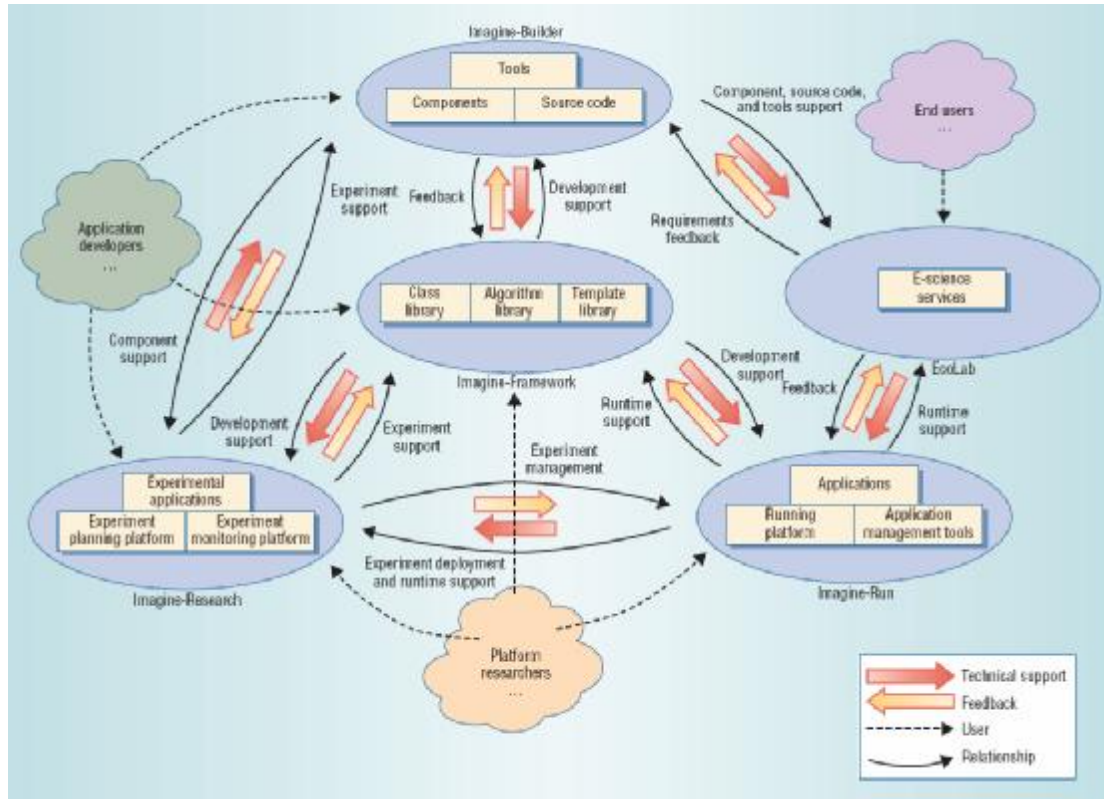 Imagine-Builder
Tools
Components
Source code
Component, source code,
and tools support
End users
...
Application
developers
...
Experiment
support
Feedback
Development
support
Requirements
feedback
E-science
services
Class
library
Algorithm
library
Template
library
Component
support
Imagine-Framework
Development
support
Feedback
EcoLab
Development
support
Experiment
support
Runtime
support
Runtime
support
Experiment
management
Experimental
applications
Experiment
planning platform
Experiment
monitoring platform
Applications
Running
platform
Application
management tools
Experiment deployment
and runtime support
Imagine-Research
Imagine-Run
Platform
researchers
...
Technical support
Feedback
User
Relationship